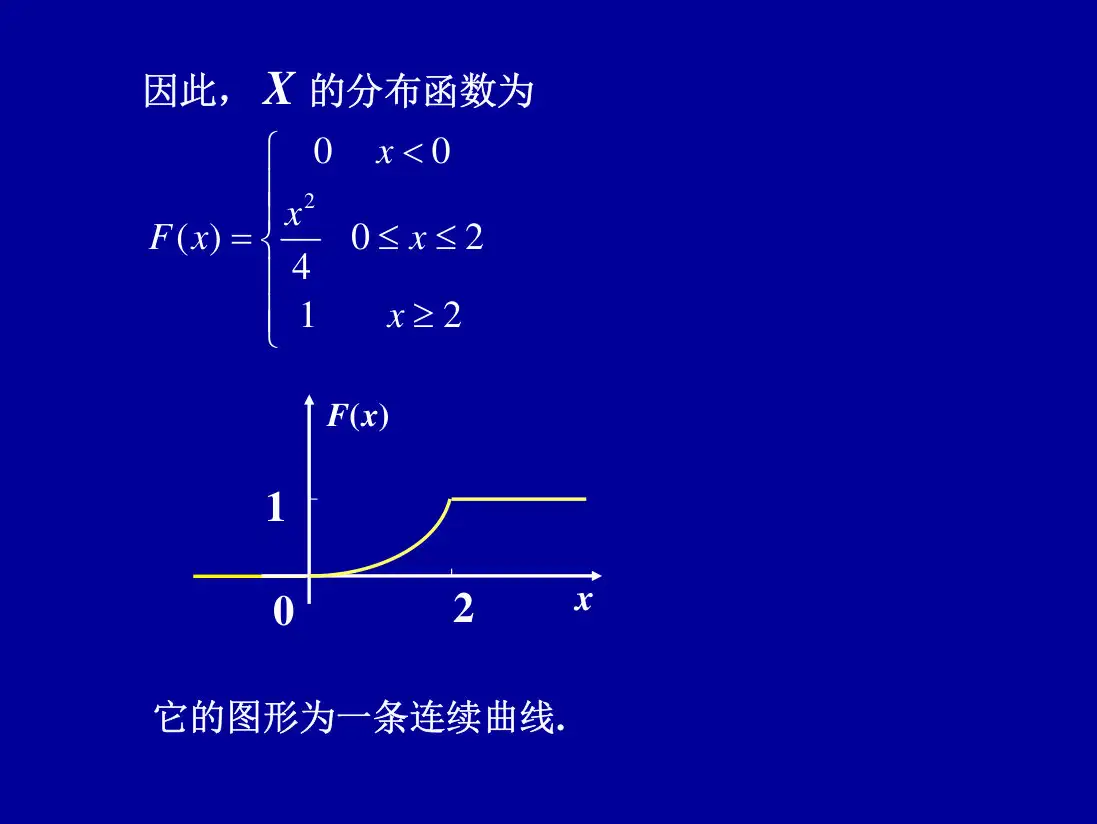 因此， X 的分布函数为
0 x < 0
F(x) = { x²/4 0 ≤ x ≤ 2
1 x ≥ 2
F(x)
1
0 2 x
它的图形为一条连续曲线.